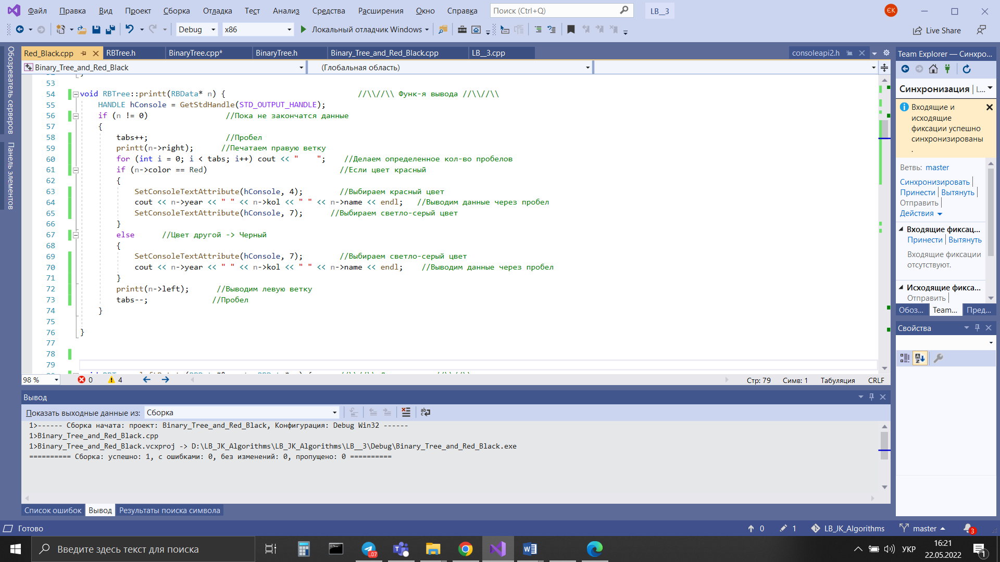 Файл Правка Вид Проект Сборка Отладка Тест Анализ Средства Расширения Окно Справка Поиск (Ctrl+Q) LB__3 ЄК
Debug x86 Локальный отладчик Windows Live Share
Обозреватель серверов
Панель элементов
Red_Black.cpp RBTree.h BinaryTree.cpp* BinaryTree.h Binary_Tree_and_Red_Black.cpp LB__3.cpp consoleapi2.h
Binary_Tree_and_Red_Black (Глобальная область)
53
54 void RBTree::printt(RBData* n) { //\\//\\ Функ-я вывода //\\//\\
55 HANDLE hConsole = GetStdHandle(STD_OUTPUT_HANDLE);
56 if (n != 0) //Пока не закончатся данные
57 {
58 tabs++; //Пробел
59 printt(n->right); //Печатаем правую ветку
60 for (int i = 0; i < tabs; i++) cout << "    "; //Делаем определенное кол-во пробелов
61 if (n->color == Red) //Если цвет красный
62 {
63 SetConsoleTextAttribute(hConsole, 4); //Выбираем красный цвет
64 cout << n->year << " " << n->kol << " " << n->name << endl; //Выводим данные через пробел
65 SetConsoleTextAttribute(hConsole, 7); //Выбираем светло-серый цвет
66 }
67 else //Цвет другой -> Черный
68 {
69 SetConsoleTextAttribute(hConsole, 7); //Выбираем светло-серый цвет
70 cout << n->year << " " << n->kol << " " << n->name << endl; //Выводим данные через пробел
71 }
72 printt(n->left); //Выводим левую ветку
73 tabs--; //Пробел
74 }
75
76 }
77
78
79
98 % 0 4 Стр: 79 Симв: 1 Табуляция CRLF
Вывод
Показать выходные данные из: Сборка
1>------ Сборка начата: проект: Binary_Tree_and_Red_Black, Конфигурация: Debug Win32 ------
1>Binary_Tree_and_Red_Black.cpp
1>Binary_Tree_and_Red_Black.vcxproj -> D:\LB_JK_Algorithms\LB_JK_Algorithms\LB__3\Debug\Binary_Tree_and_Red_Black.exe
========== Сборка: успешно: 1, с ошибками: 0, без изменений: 0, пропущено: 0 ==========
Список ошибок Вывод Результаты поиска символа
Team Explorer — Синхро...
Синхронизация | L...
Входящие и
исходящие
фиксации успешно
синхронизированы
.
Ветвь: master
Синхронизировать
Принести Вытянуть
Отправить
Действия
Входящие фиксац...
Принести Вытянуть
Входящие фиксации
отсутствуют.
Исходящие фикса...
Отправить
Обоз... Team... Пред...
Свойства
Готово 0 1 LB_JK_Algorithms master 3
Введите здесь текст для поиска ..07 УКР 16:21
22.05.2022 1